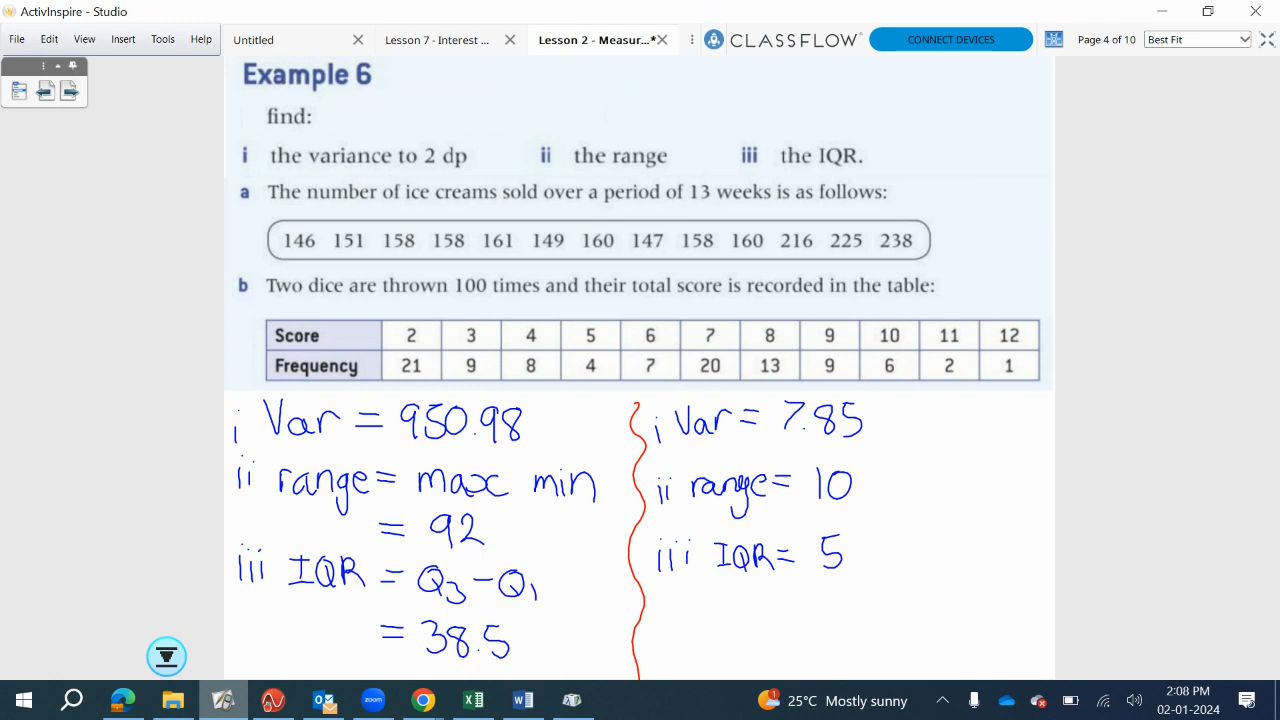 ActivInspire - Studio
File Edit View Insert Tools Help
Untitled
Lesson 7 - Interest ...
Lesson 2 - Measur...*
CLASSFLOW
CONNECT DEVICES
Page 4 of 10
Best Fit
Example 6
find:
i the variance to 2 dp ii the range iii the IQR.
a The number of ice creams sold over a period of 13 weeks is as follows:
146 151 158 158 161 149 160 147 158 160 216 225 238
b Two dice are thrown 100 times and their total score is recorded in the table:
Score 2 3 4 5 6 7 8 9 10 11 12
Frequency 21 9 8 4 7 20 13 9 6 2 1
i Var = 950.98
ii range = max min
= 92
iii IQR = Q3 - Q1
= 38.5
i Var = 7.85
ii range = 10
iii IQR = 5
zoom
1
25°C Mostly sunny
2:08 PM
02-01-2024